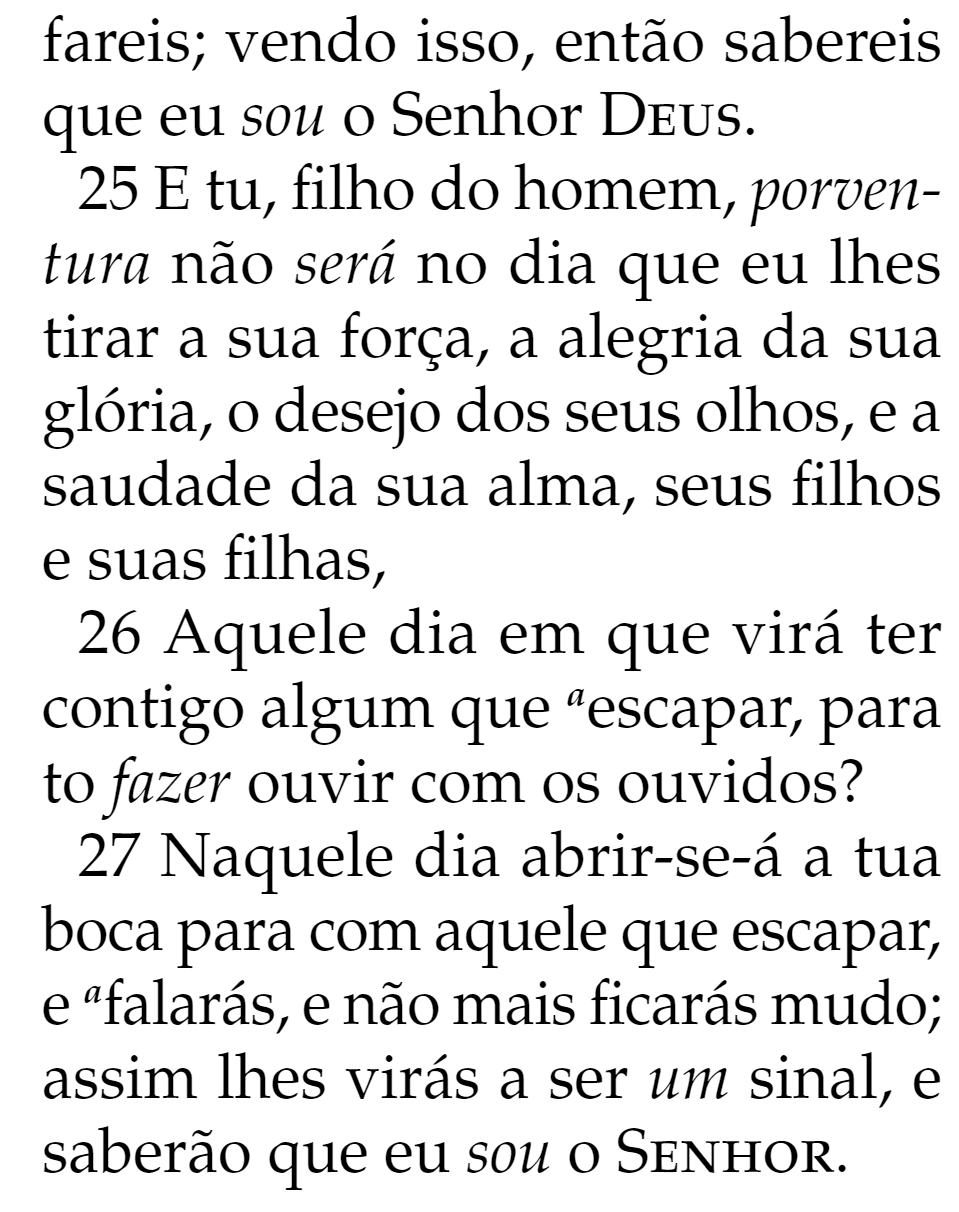 fareis; vendo isso, então sabereis
que eu sou o Senhor DEUS.
25 E tu, filho do homem, porven-
tura não será no dia que eu lhes
tirar a sua força, a alegria da sua
glória, o desejo dos seus olhos, e a
saudade da sua alma, seus filhos
e suas filhas,
26 Aquele dia em que virá ter
contigo algum que ᵃescapar, para
to fazer ouvir com os ouvidos?
27 Naquele dia abrir-se-á a tua
boca para com aquele que escapar,
e ᵃfalarás, e não mais ficarás mudo;
assim lhes virás a ser um sinal, e
saberão que eu sou o SENHOR.